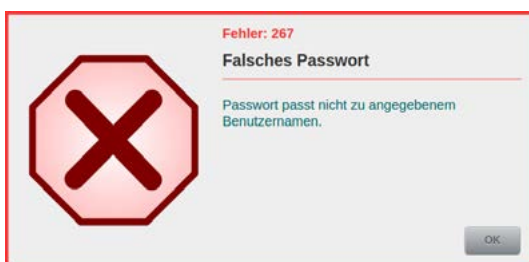 Fehler: 267
Falsches Passwort
Passwort passt nicht zu angegebenem
Benutzernamen.
OK